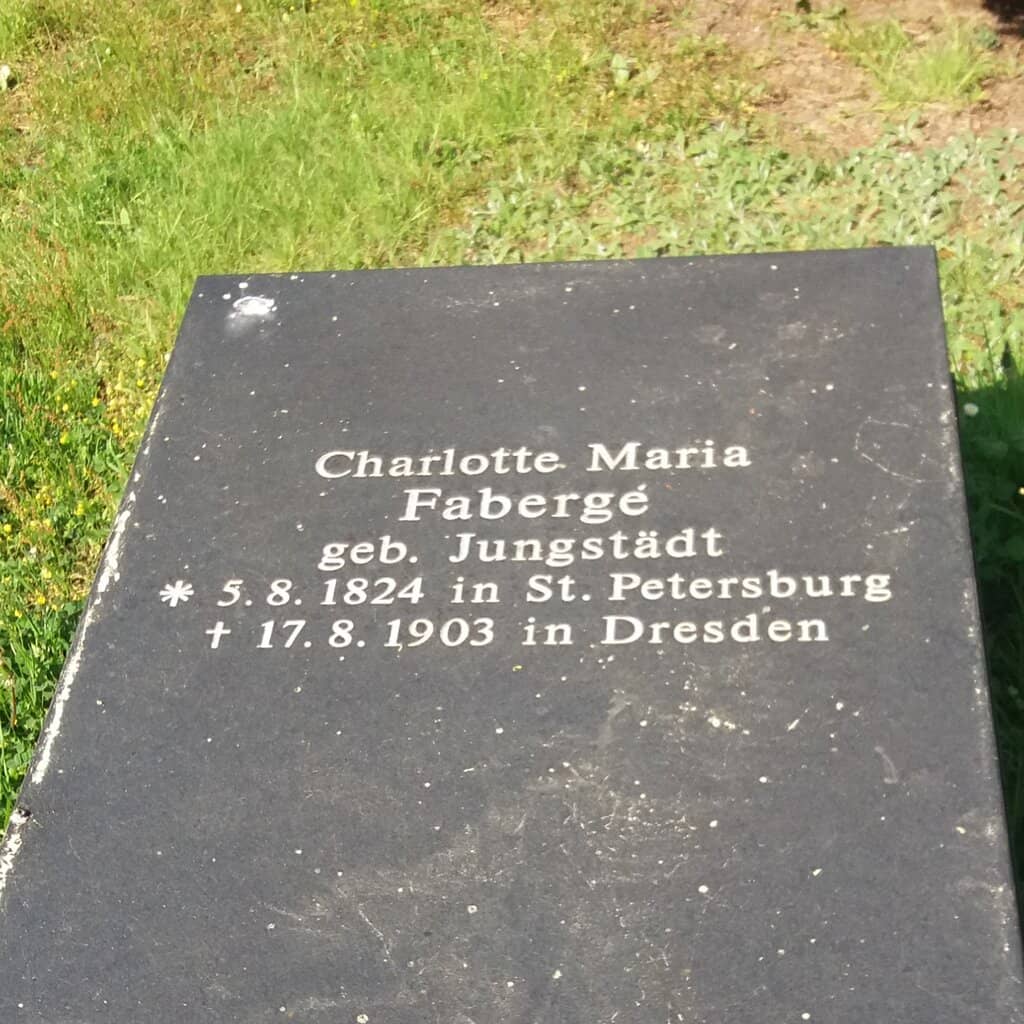 Charlotte Maria
Fabergé
geb. Jungstädt
* 5. 8. 1824 in St. Petersburg
† 17. 8. 1903 in Dresden